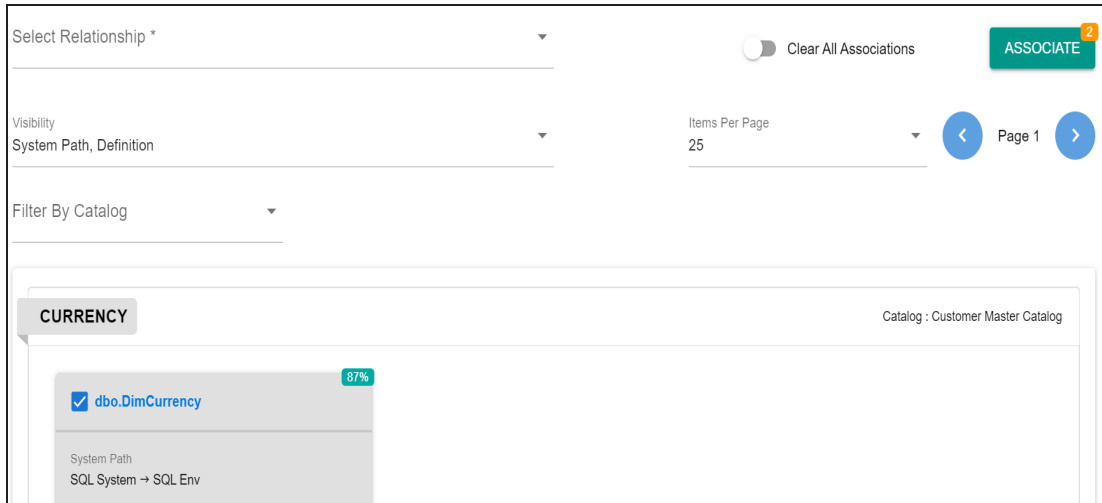 Select Relationship *
Clear All Associations
2
ASSOCIATE
Visibility
System Path, Definition
Items Per Page
25
Page 1
Filter By Catalog
CURRENCY
Catalog : Customer Master Catalog
87%
dbo.DimCurrency
System Path
SQL System → SQL Env